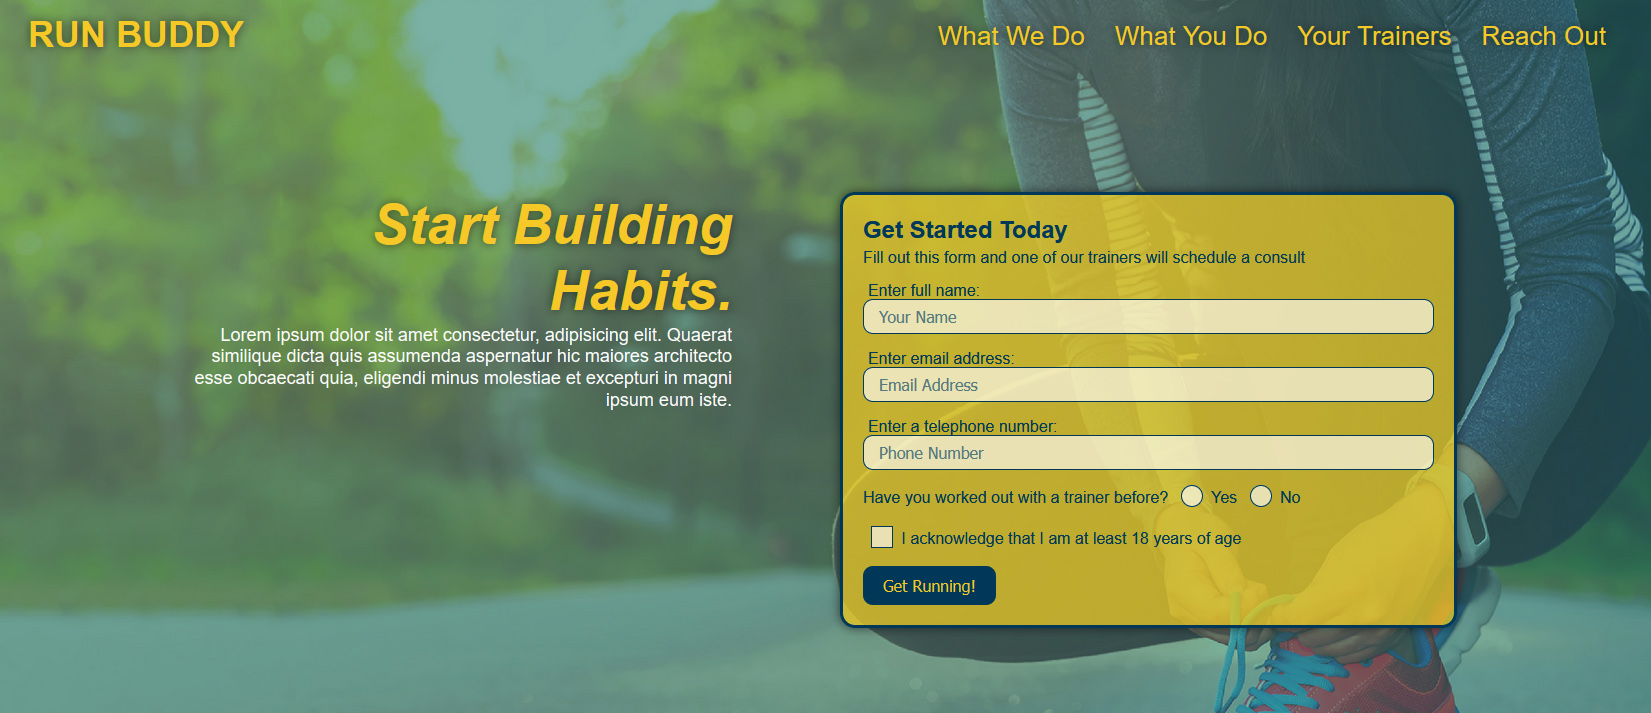 RUN BUDDY
What We Do What You Do Your Trainers Reach Out
Start Building
Habits.
Lorem ipsum dolor sit amet consectetur, adipisicing elit. Quaerat
similique dicta quis assumenda aspernatur hic maiores architecto
esse obcaecati quia, eligendi minus molestiae et excepturi in magni
ipsum eum iste.
Get Started Today
Fill out this form and one of our trainers will schedule a consult
Enter full name:
Your Name
Enter email address:
Email Address
Enter a telephone number:
Phone Number
Have you worked out with a trainer before? Yes No
I acknowledge that I am at least 18 years of age
Get Running!